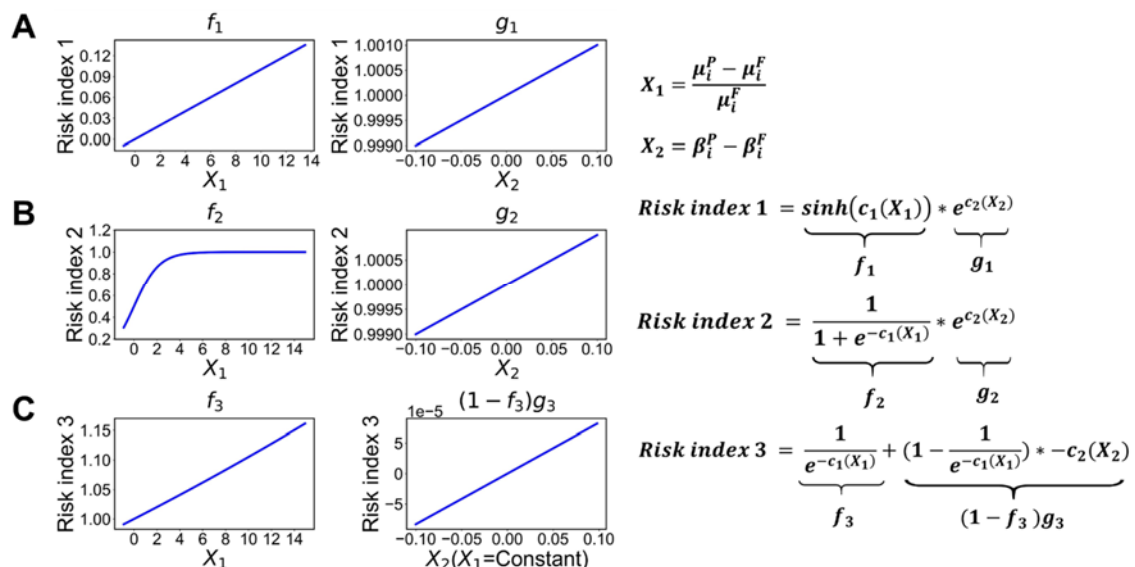 A
f₁
Risk index 1
0.12
0.09
0.06
0.03
0.00
0 2 4 6 8 10 12 14
X₁
g₁
Risk index 1
1.0010
1.0005
1.0000
0.9995
0.9990
−0.10 −0.05 0.00 0.05 0.10
X₂
B
f₂
Risk index 2
1.2
1.0
0.8
0.6
0.4
0.2
0 2 4 6 8 10 12 14
X₁
g₂
Risk index 2
1.0005
1.0000
0.9995
0.9990
−0.10 −0.05 0.00 0.05 0.10
X₂
C
f₃
Risk index 3
1.15
1.10
1.05
1.00
0 2 4 6 8 10 12 14
X₁
(1 − f₃)g₃
1e−5
Risk index 3
5
0
−5
−0.10 −0.05 0.00 0.05 0.10
X₂(X₁=Constant)
X₁ = (μᵢᴾ − μᵢF) / μᵢF
X₂ = βᵢᴾ − βᵢF
Risk index 1 = sinh(c₁(X₁)) * e^{c₂(X₂)}
f₁ g₁
Risk index 2 = 1 / (1 + e^{−c₁(X₁)}) * e^{c₂(X₂)}
f₂ g₂
Risk index 3 = 1 / e^{−c₁(X₁)} + (1 − 1 / e^{−c₁(X₁)}) * −c₂(X₂)
f₃ (1 − f₃)g₃